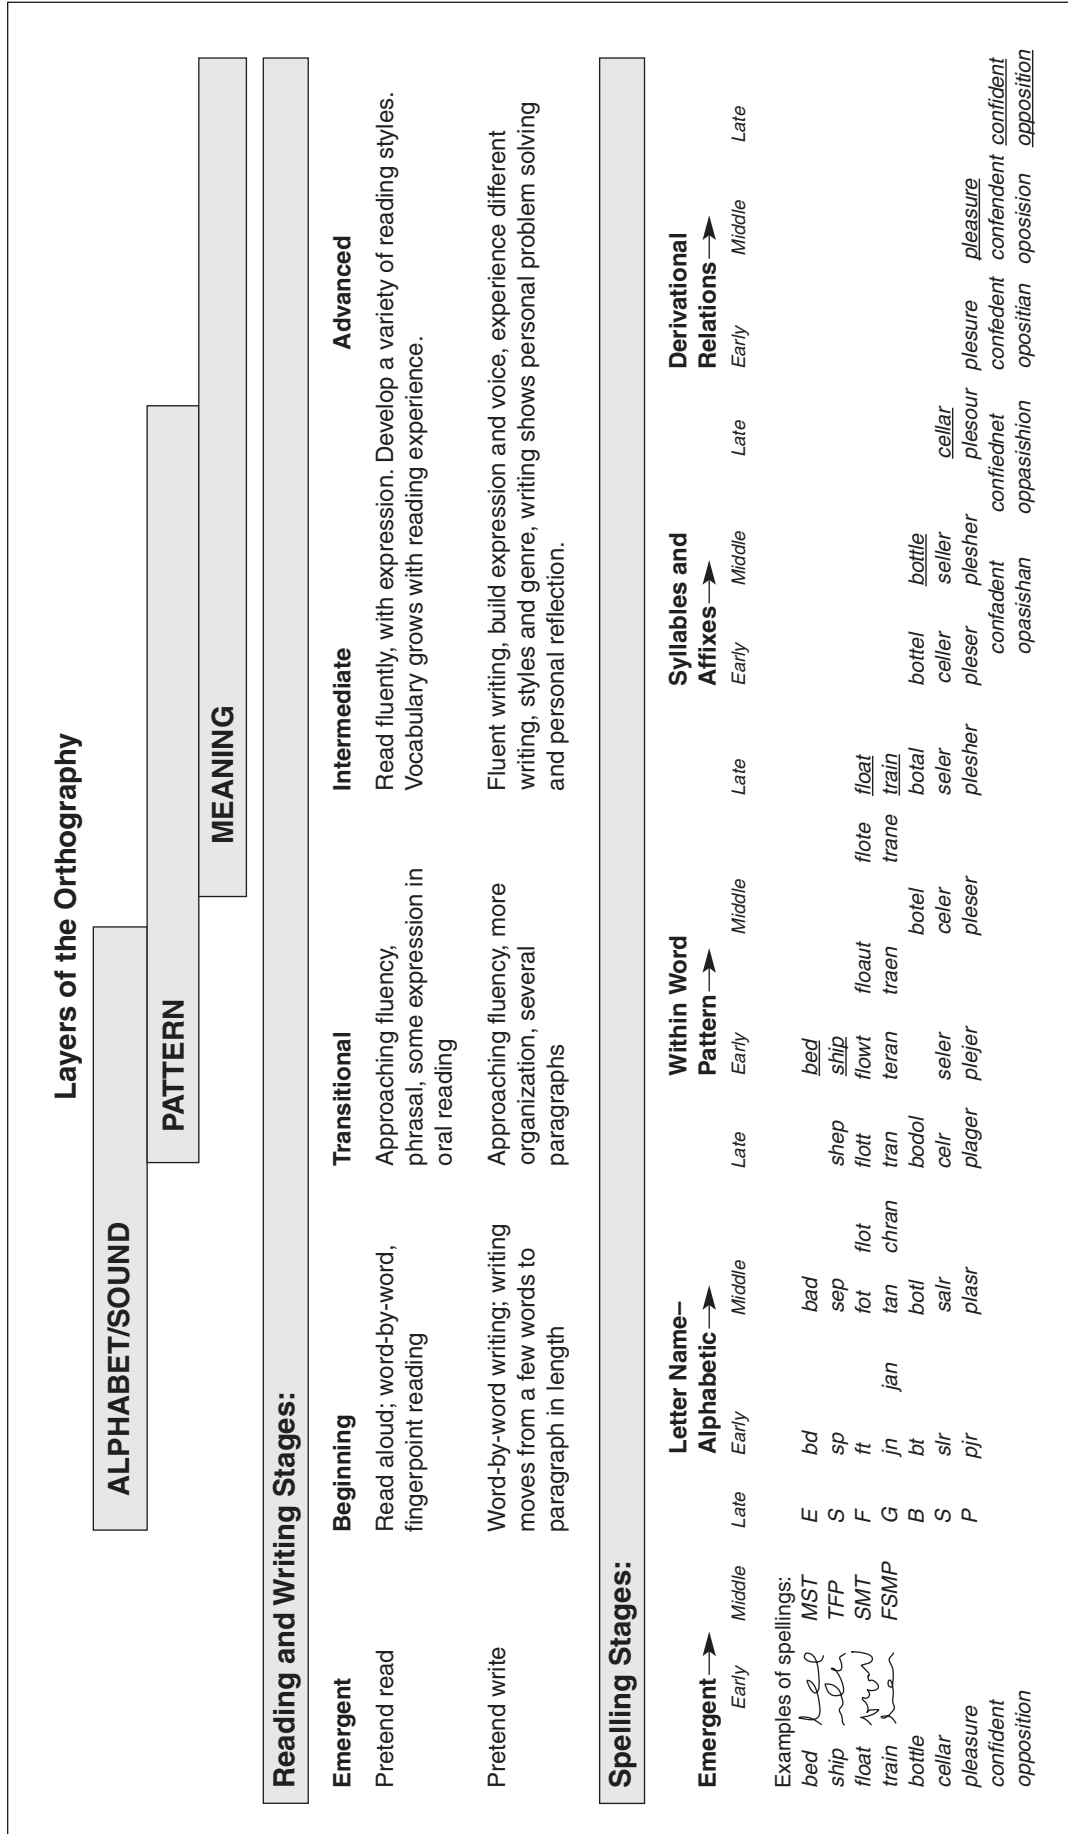 Layers of the Orthography
ALPHABET/SOUND
PATTERN
MEANING
Reading and Writing Stages:
Emergent Beginning Transitional Intermediate Advanced
Pretend read Read aloud; word-by-word, Approaching fluency, Read fluently, with expression. Develop a variety of reading styles.
fingerpoint reading phrasal, some expression in Vocabulary grows with reading experience.
oral reading
Pretend write Word-by-word writing; writing Approaching fluency, more Fluent writing, build expression and voice, experience different
moves from a few words to organization, several writing, styles and genre, writing shows personal problem solving
paragraph in length paragraphs and personal reflection.
Spelling Stages:
Letter Name– Within Word Syllables and Derivational
Emergent→ Alphabetic→ Pattern→ Affixes→ Relations→
Early Middle Late Early Middle Late Early Middle Late Early Middle Late Early Middle Late
Examples of spellings:
bed MST E bd bad bed
ship TFP S sp sep shep ship
float SMT F ft fot flot flott flowt floaut flote float
train FSMP G jn jan tan chran tran teran traen trane train
bottle B bt botl bodol botel botal bottel bottle
cellar S slr salr celr seler celer seler celler seller cellar
pleasure P pjr plasr plager plejer pleser plesher pleser plesher plesour plesure pleasure
confident confadent confiednet confedent confendent confident
opposition opasishan oppasishion opositian oposision opposition